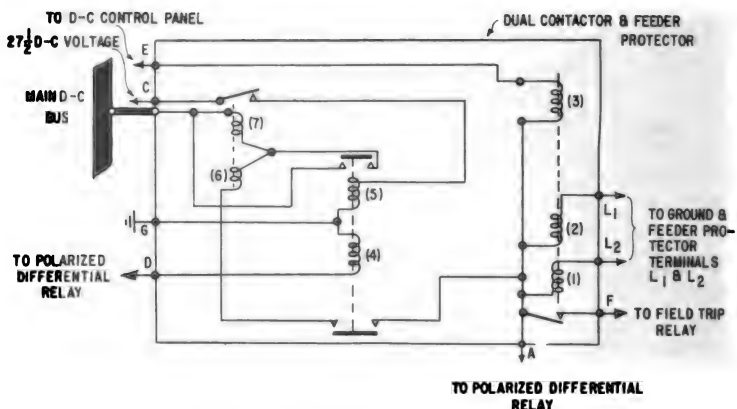 TO D-C CONTROL PANEL
27½ D-C VOLTAGE
DUAL CONTACTOR & FEEDER
PROTECTOR
E
C
MAIN D-C
BUS
(3)
(7)
(6)
(5)
G
(4)
TO POLARIZED
DIFFERENTIAL
RELAY
D
L1
(2)
L2
(1)
TO GROUND &
FEEDER PRO-
TECTOR
TERMINALS
L1 & L2
F
TO FIELD TRIP
RELAY
A
TO POLARIZED DIFFERENTIAL
RELAY